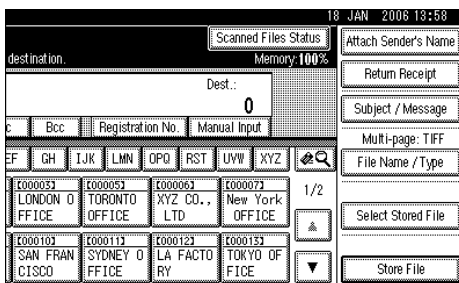 18 JAN 2006 13:58
Scanned Files Status
Attach Sender's Name
destination.
Memory:100%
Return Receipt
Dest.:
0
Subject / Message
Bcc
Registration No.
Manual Input
Multi-page: TIFF
EF
GH
IJK
LMN
OPQ
RST
UVW
XYZ
File Name / Type
[00003]
LONDON O
FFICE
[00005]
TORONTO
OFFICE
[00006]
XYZ CO.,
LTD
[00007]
New York
OFFICE
1/2
Select Stored File
[00010]
SAN FRAN
CISCO
[00011]
SYDNEY O
FFICE
[00012]
LA FACTO
RY
[00013]
TOKYO OF
FICE
Store File